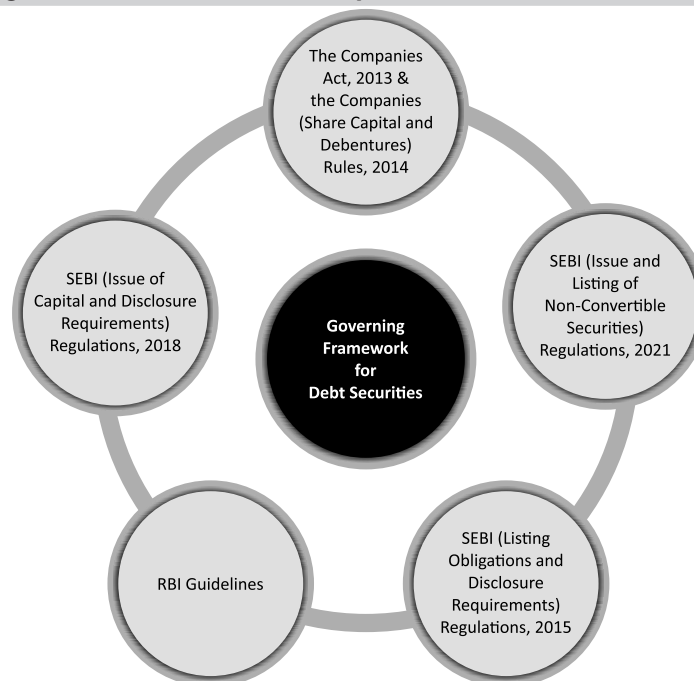 The Companies
Act, 2013 &
the Companies
(Share Capital and
Debentures)
Rules, 2014
SEBI (Issue of
Capital and Disclosure
Requirements)
Regulations, 2018
SEBI (Issue and
Listing of
Non-Convertible
Securities)
Regulations, 2021
Governing
Framework
for
Debt Securities
RBI Guidelines
SEBI (Listing
Obligations and
Disclosure
Requirements)
Regulations, 2015